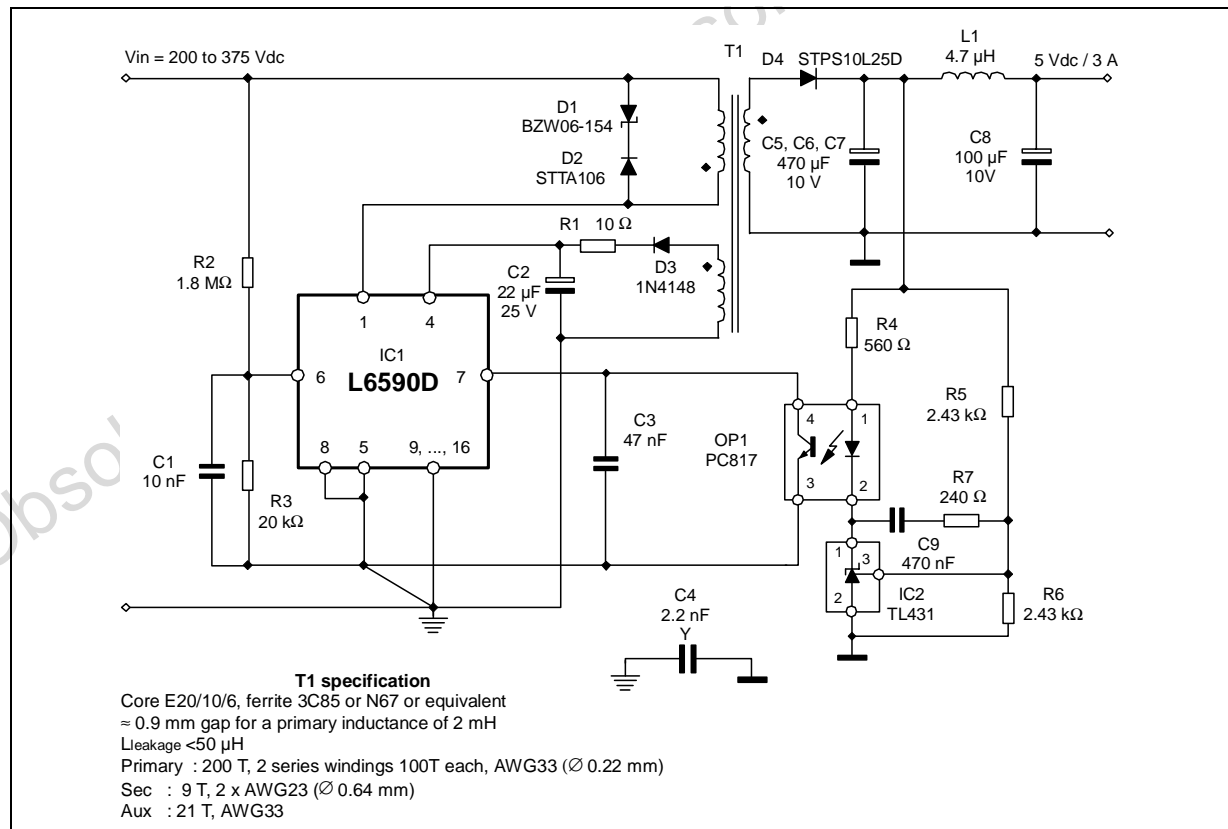 Obsol
so
Vin = 200 to 375 Vdc
T1
D4
STPS10L25D
L1
4.7 µH
5 Vdc / 3 A
D1
BZW06-154
D2
STTA106
C5, C6, C7
470 µF
10 V
C8
100 µF
10V
R1
10 Ω
D3
1N4148
C2
22 µF
25 V
R2
1.8 MΩ
1
4
IC1
L6590D
6
7
8
5
9, ..., 16
C1
10 nF
R3
20 kΩ
C3
47 nF
OP1
PC817
4
1
3
2
R4
560 Ω
R5
2.43 kΩ
R7
240 Ω
C9
470 nF
1
3
2
IC2
TL431
R6
2.43 kΩ
C4
2.2 nF
Y
T1 specification
Core E20/10/6, ferrite 3C85 or N67 or equivalent
≈ 0.9 mm gap for a primary inductance of 2 mH
Lleakage <50 µH
Primary : 200 T, 2 series windings 100T each, AWG33 (∅ 0.22 mm)
Sec : 9 T, 2 x AWG23 (∅ 0.64 mm)
Aux : 21 T, AWG33